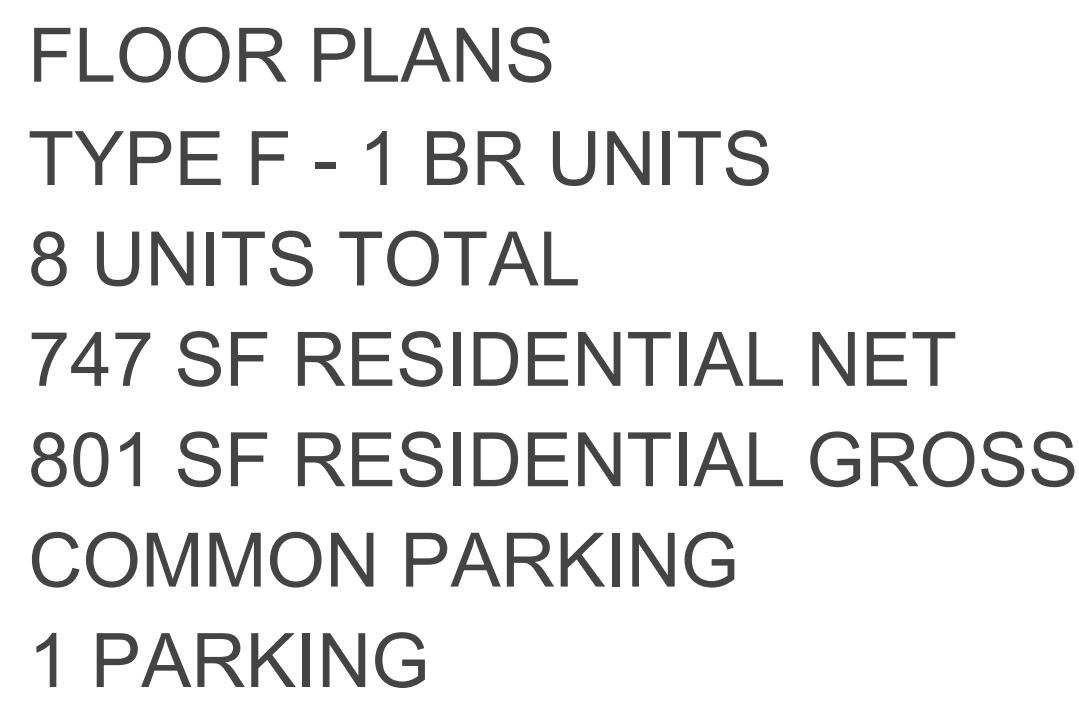 FLOOR PLANS
TYPE F - 1 BR UNITS
8 UNITS TOTAL
747 SF RESIDENTIAL NET
801 SF RESIDENTIAL GROSS
COMMON PARKING
1 PARKING